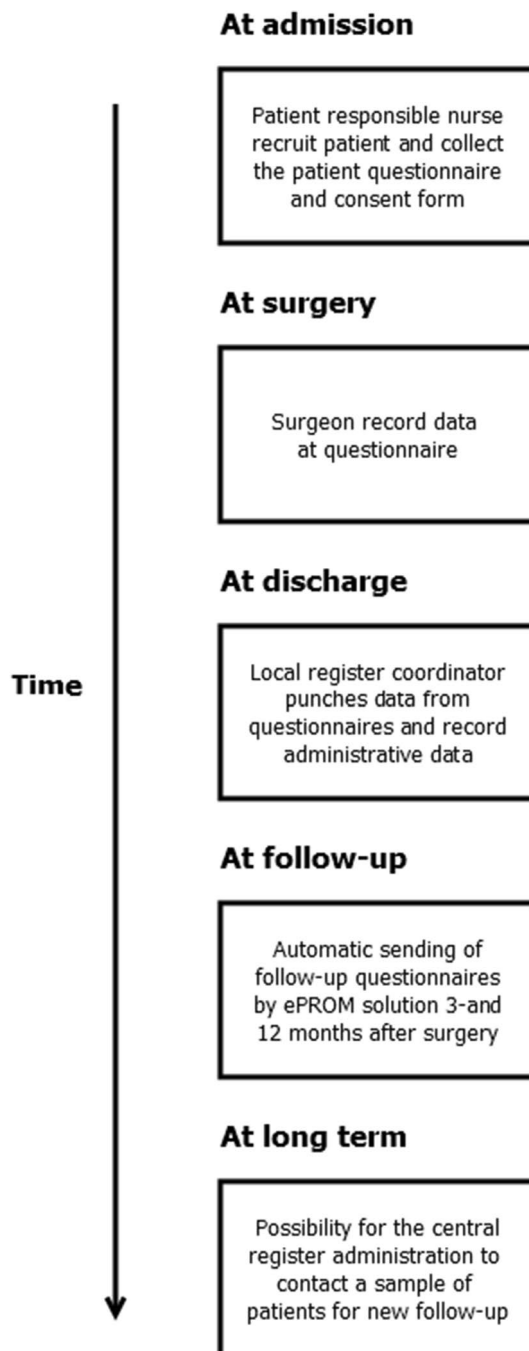 At admission
Patient responsible nurse
recruit patient and collect
the patient questionnaire
and consent form
At surgery
Surgeon record data
at questionnaire
At discharge
Time
Local register coordinator
punches data from
questionnaires and record
administrative data
At follow-up
Automatic sending of
follow-up questionnaires
by ePROM solution 3-and
12 months after surgery
At long term
Possibility for the central
register administration to
contact a sample of
patients for new follow-up